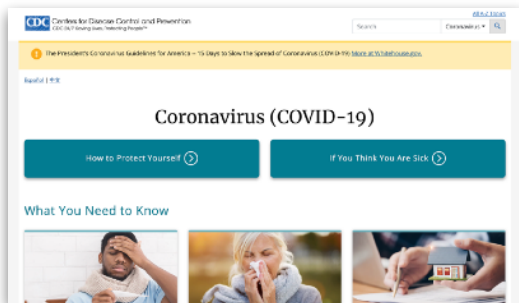 All A-Z Topics
CDC Centers for Disease Control and Prevention
CDC 24/7: Saving Lives, Protecting People™
Search
Coronavirus
The President's Coronavirus Guidelines for America – 15 Days to Slow the Spread of Coronavirus (COVID-19) More at Whitehouse.gov.
Español | 中文
Coronavirus (COVID-19)
How to Protect Yourself
If You Think You Are Sick
What You Need to Know